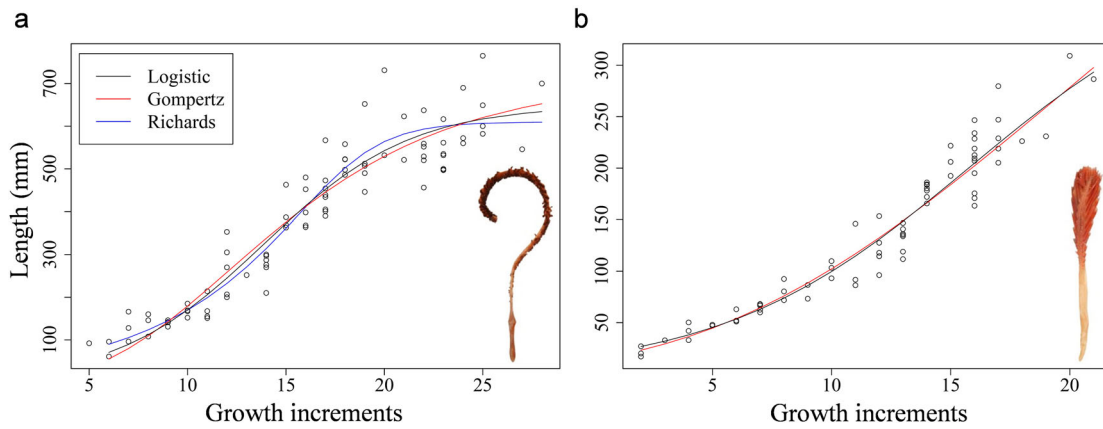 a
700
500
300
100
Length (mm)
Logistic
Gompertz
Richards
5 10 15 20 25
Growth increments
b
300
250
200
150
100
50
5 10 15 20
Growth increments